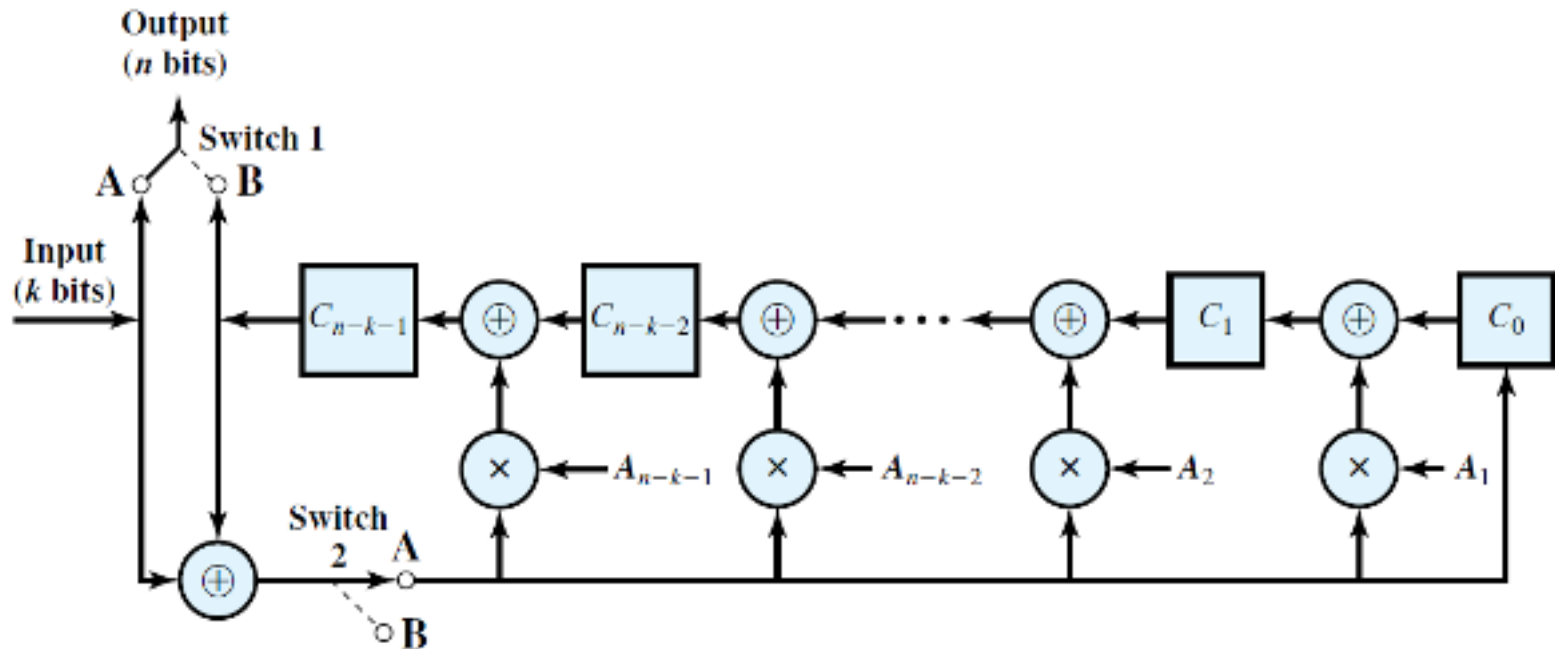 Output
(n bits)
Switch 1
A
B
Input
(k bits)
C_{n-k-1}
⊕
C_{n-k-2}
⊕
• • •
⊕
C_1
⊕
C_0
×
A_{n-k-1}
×
A_{n-k-2}
×
A_2
×
A_1
Switch
2
A
⊕
B